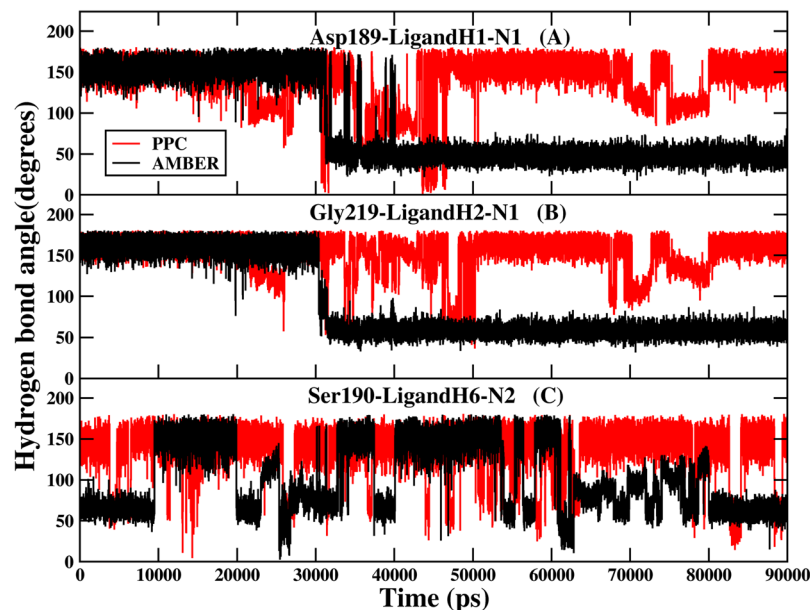 Hydrogen bond angle(degrees)
Asp189-LigandH1-N1 (A)
200
150
100
50
0
PPC
AMBER
Gly219-LigandH2-N1 (B)
200
150
100
50
0
Ser190-LigandH6-N2 (C)
200
150
100
50
0
0 10000 20000 30000 40000 50000 60000 70000 80000 90000
Time (ps)